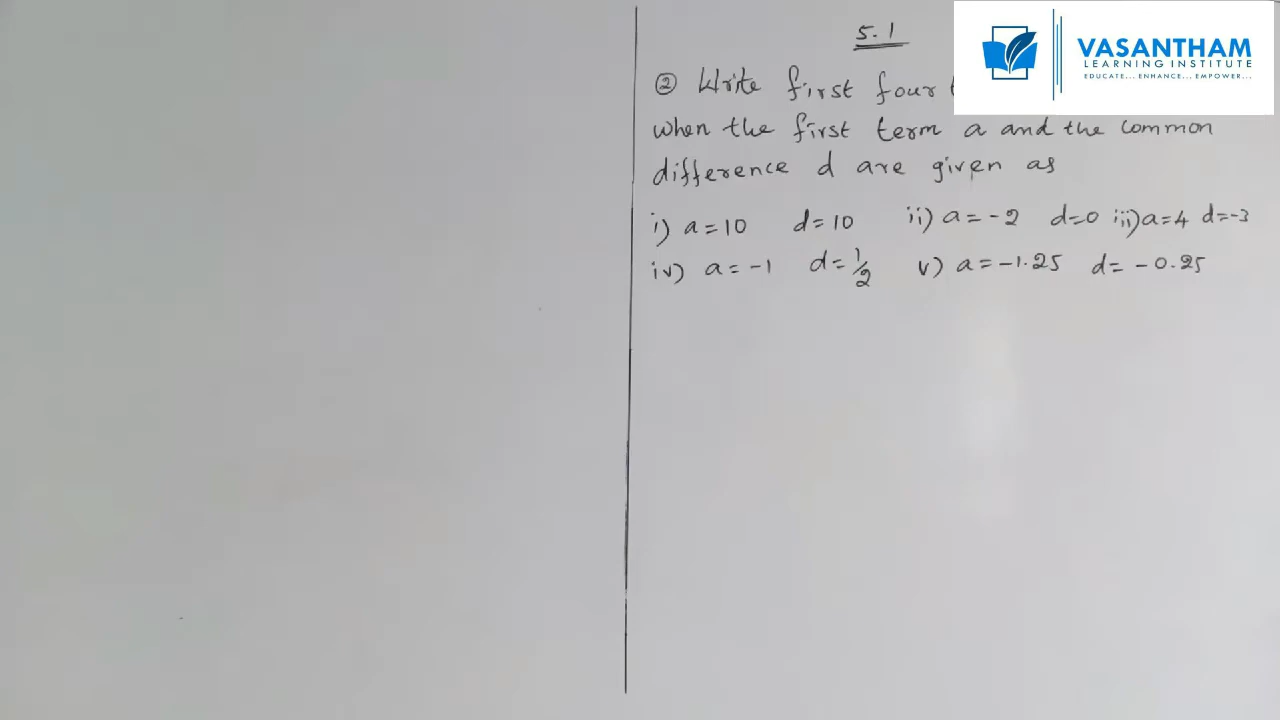 5.1
VASANTHAM
LEARNING INSTITUTE
EDUCATE... ENHANCE... EMPOWER...
② Write first four
when the first term a and the common
difference d are given as
i) a = 10 d = 10 ii) a = -2 d = 0 iii) a = 4 d = -3
iv) a = -1 d = 1/2 v) a = -1.25 d = -0.25